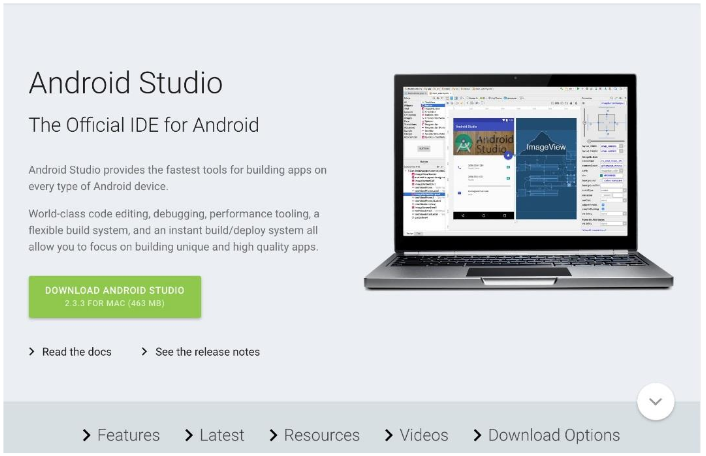 Android Studio
The Official IDE for Android
Android Studio provides the fastest tools for building apps on
every type of Android device.
World-class code editing, debugging, performance tooling, a
flexible build system, and an instant build/deploy system all
allow you to focus on building unique and high quality apps.
DOWNLOAD ANDROID STUDIO
2.3.3 FOR MAC (463 MB)
Read the docs
See the release notes
Android Studio
Android
Studio
ImageView
Features
Latest
Resources
Videos
Download Options